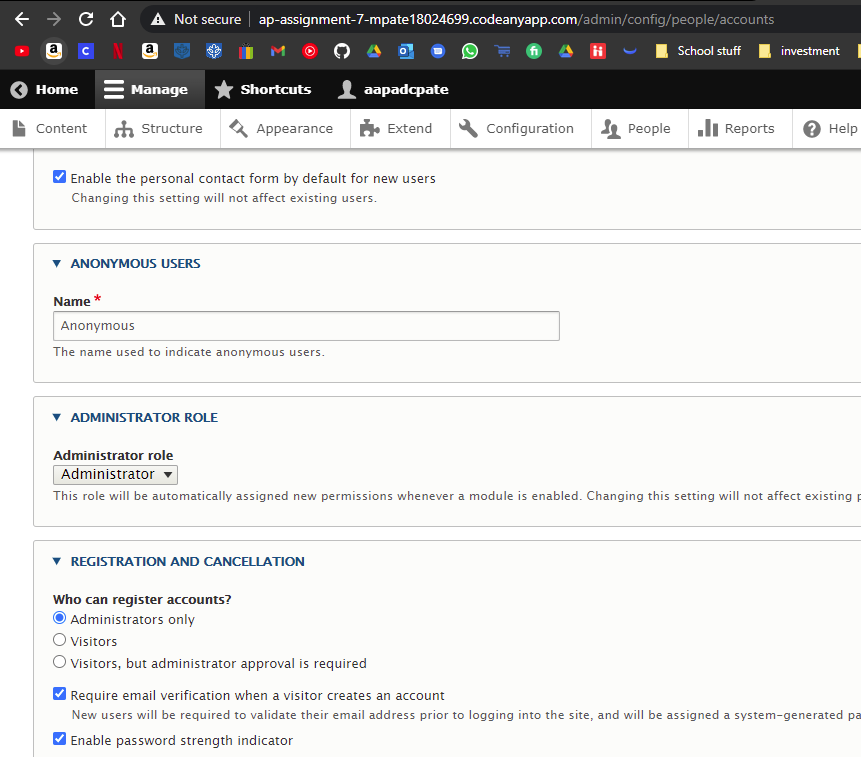 Not secure | ap-assignment-7-mpate18024699.codeanyapp.com/admin/config/people/accounts
School stuff investment
Home Manage Shortcuts aapadcpate
Content Structure Appearance Extend Configuration People Reports Help
Enable the personal contact form by default for new users
Changing this setting will not affect existing users.
ANONYMOUS USERS
Name *
Anonymous
The name used to indicate anonymous users.
ADMINISTRATOR ROLE
Administrator role
Administrator
This role will be automatically assigned new permissions whenever a module is enabled. Changing this setting will not affect existing p
REGISTRATION AND CANCELLATION
Who can register accounts?
Administrators only
Visitors
Visitors, but administrator approval is required
Require email verification when a visitor creates an account
New users will be required to validate their email address prior to logging into the site, and will be assigned a system-generated pa
Enable password strength indicator